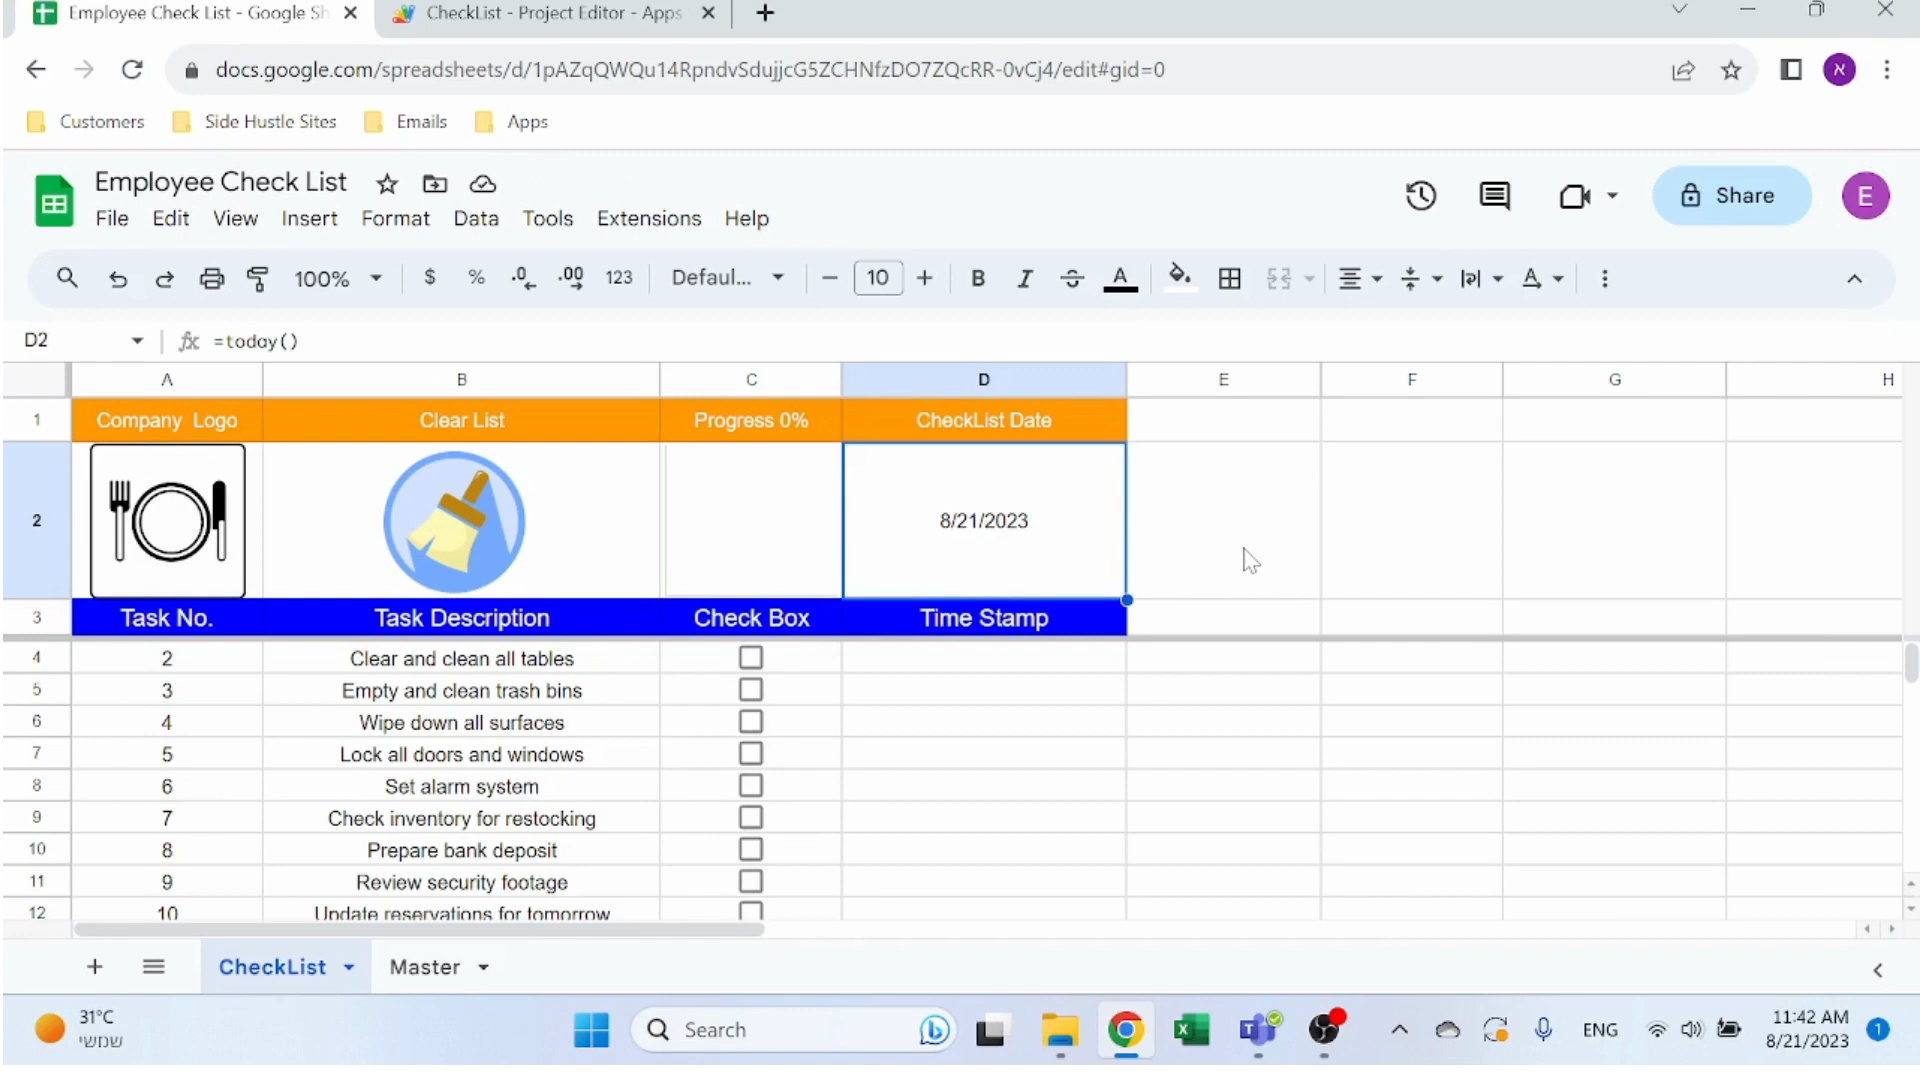 Employee Check List - Google Sh
CheckList - Project Editor - Apps
docs.google.com/spreadsheets/d/1pAZqQWQu14RpndvSdujjcG5ZCHNfzDO7ZQcRR-0vCj4/edit#gid=0
א
Customers
Side Hustle Sites
Emails
Apps
Employee Check List
File Edit View Insert Format Data Tools Extensions Help
Share
E
100%
$ % .0 .00 123
Defaul...
10
B I A
D2
fx =today()
A B C D E F G H
1 Company Logo Clear List Progress 0% CheckList Date
2 8/21/2023
3 Task No. Task Description Check Box Time Stamp
4 2 Clear and clean all tables
5 3 Empty and clean trash bins
6 4 Wipe down all surfaces
7 5 Lock all doors and windows
8 6 Set alarm system
9 7 Check inventory for restocking
10 8 Prepare bank deposit
11 9 Review security footage
12 10 Update reservations for tomorrow
CheckList
Master
31°C
שמשי
Search
ENG
11:42 AM
8/21/2023
1